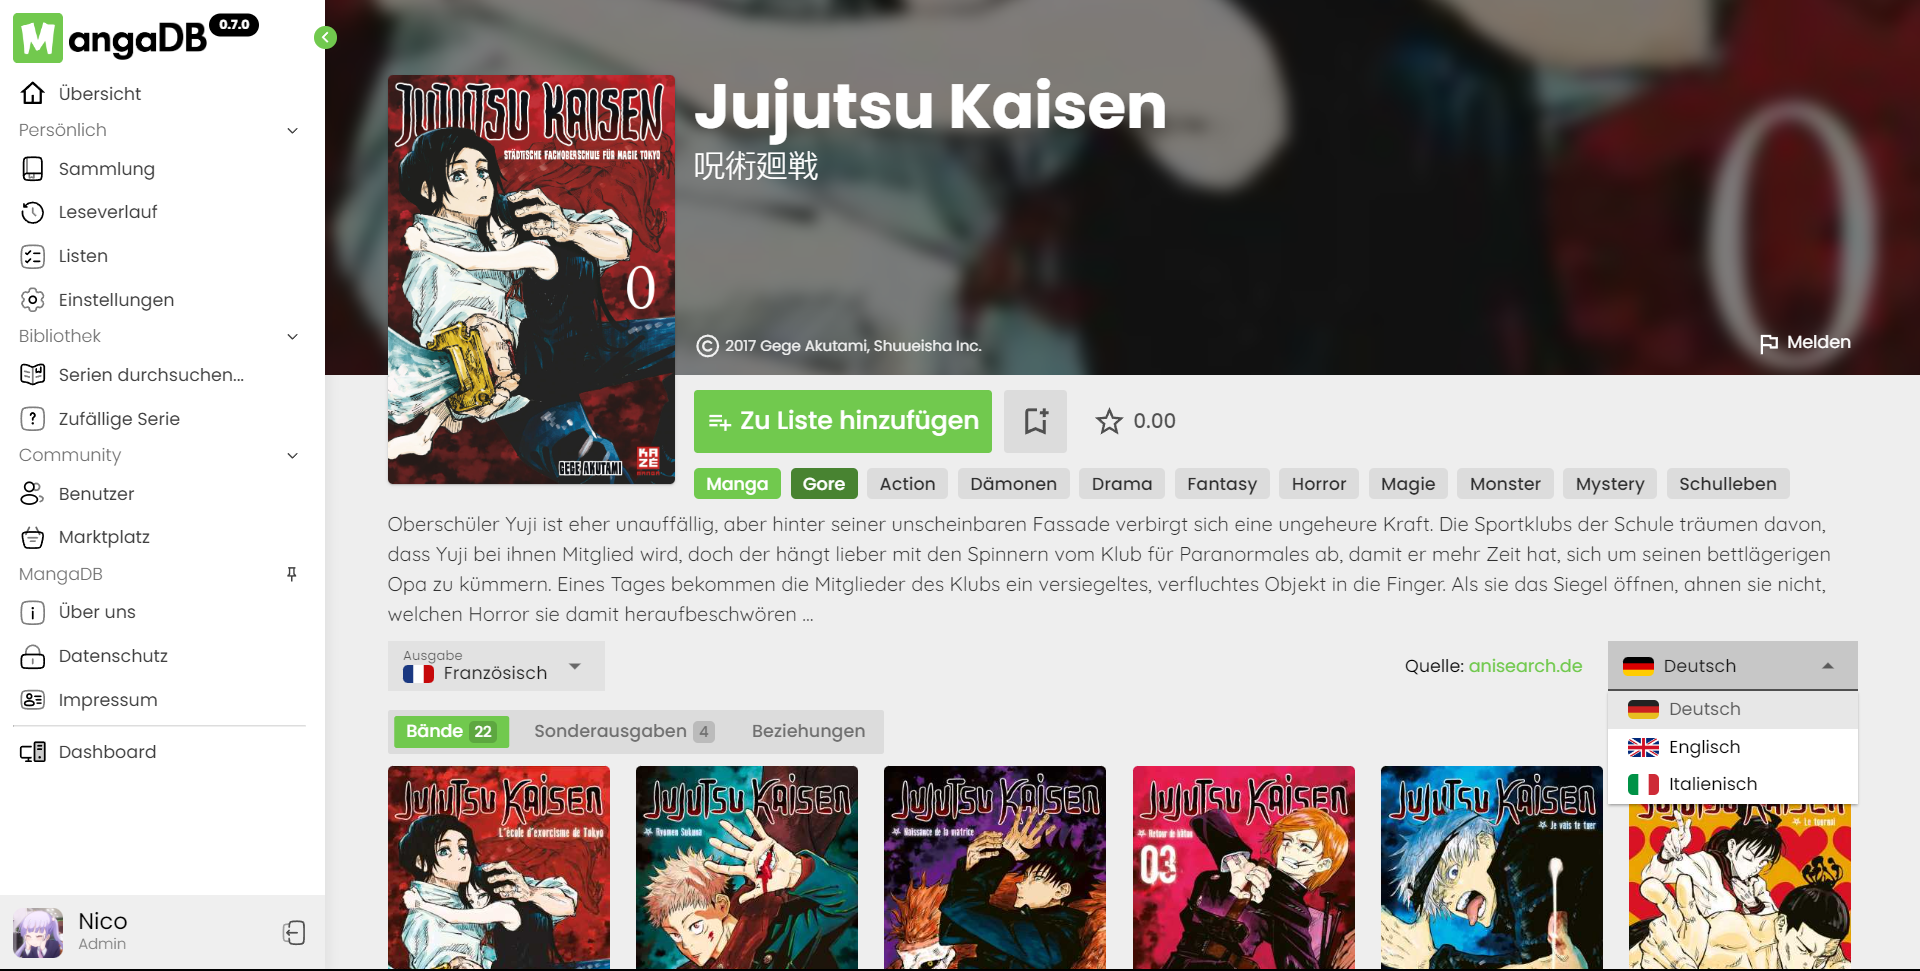 MangaDB 0.7.0
Übersicht
Persönlich
Sammlung
Leseverlauf
Listen
Einstellungen
Bibliothek
Serien durchsuchen...
Zufällige Serie
Community
Benutzer
Marktplatz
MangaDB
Über uns
Datenschutz
Impressum
Dashboard
Nico
Admin
JUJUTSU KAISEN
STÄDTISCHE FACHOBERSCHULE FÜR MAGIE TOKYO
0
GEGE AKUTAMI
KAZÉ
MANGA
Jujutsu Kaisen
呪術廻戦
© 2017 Gege Akutami, Shuueisha Inc.
0
Melden
Zu Liste hinzufügen
0.00
Manga Gore Action Dämonen Drama Fantasy Horror Magie Monster Mystery Schulleben
Oberschüler Yuji ist eher unauffällig, aber hinter seiner unscheinbaren Fassade verbirgt sich eine ungeheure Kraft. Die Sportklubs der Schule träumen davon,
dass Yuji bei ihnen Mitglied wird, doch der hängt lieber mit den Spinnern vom Klub für Paranormales ab, damit er mehr Zeit hat, sich um seinen bettlägerigen
Opa zu kümmern. Eines Tages bekommen die Mitglieder des Klubs ein versiegeltes, verfluchtes Objekt in die Finger. Als sie das Siegel öffnen, ahnen sie nicht,
welchen Horror sie damit heraufbeschwören ...
Ausgabe
Französisch
Quelle: anisearch.de
Deutsch
Deutsch
Englisch
Italienisch
Bände 22 Sonderausgaben 4 Beziehungen
JUJUTSU KAISEN
L'école d'exorcisme de Tokyo
JUJUTSU KAISEN
Ryomen Sukuna
JUJUTSU KAISEN
Naissance de la matrice
JUJUTSU KAISEN
Retour de bâton
03
JUJUTSU KAISEN
Je vais te tuer
JUJUTSU KAISEN
Le tournoi